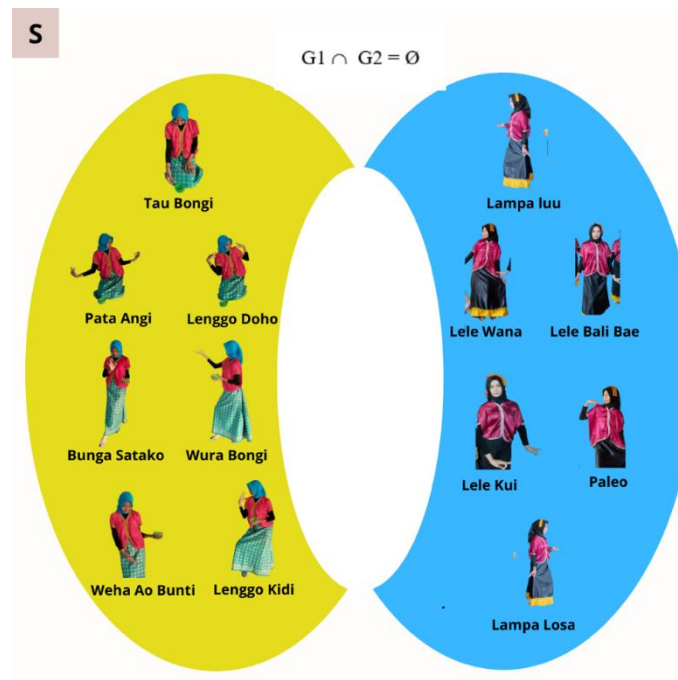 S
G1 ∩ G2 = Ø
Tau Bongi
Lampa luu
Pata Angi
Lenggo Doho
Lele Wana
Lele Bali Bae
Bunga Satako
Wura Bongi
Lele Kui
Paleo
Weha Ao Bunti
Lenggo Kidi
Lampa Losa